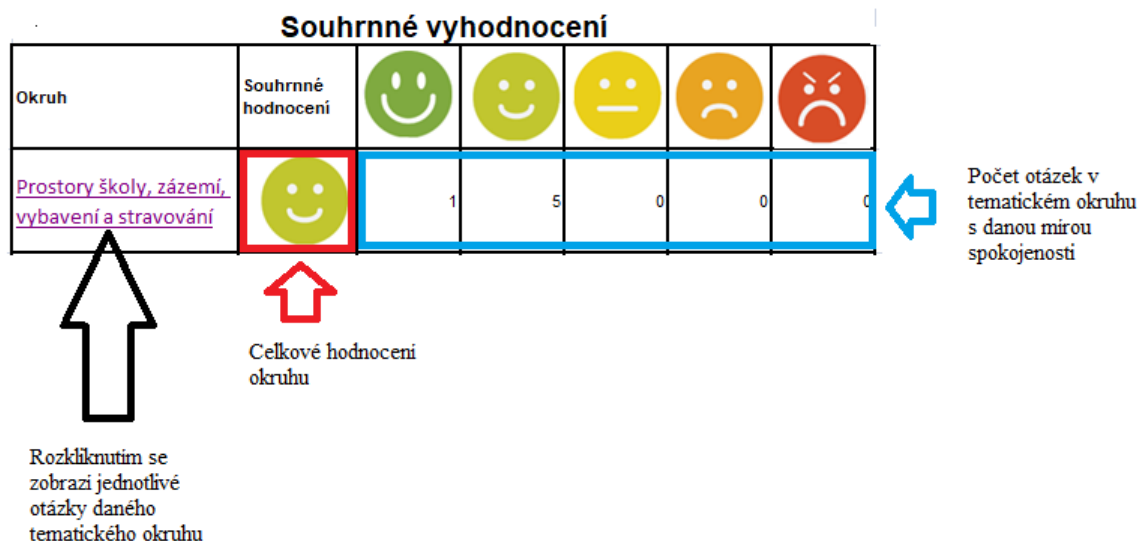 Souhrnné vyhodnocení
Okruh
Souhrnné
hodnocení
Prostory školy, zázemí,
vybavení a stravování
1 5 0 0 0
Počet otázek v
tematickém okruhu
s danou mírou
spokojenosti
Celkové hodnocení
okruhu
Rozkliknutím se
zobrazí jednotlivé
otázky daného
tematického okruhu